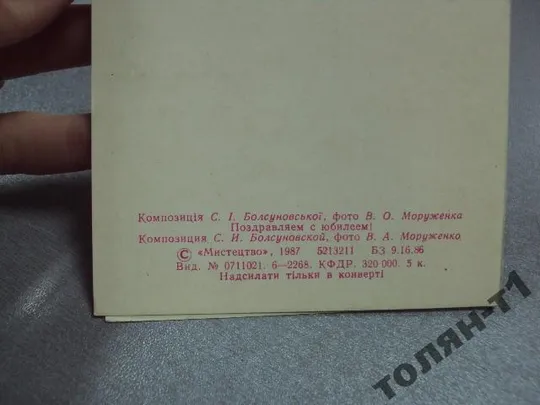 Композиція С. І. Болсуновської, фото В. О. Моруженка
Поздравляем с юбилеем!
Композиция С. И. Болсуновской, фото В. А. Моруженко
© «Мистецтво», 1987 5213211 БЗ 9.16.86
Вид. № 0711021. 6—2268. КФДР. 320 000. 5 к.
Надсилати тільки в конверті
ТОЛЯН-Т1